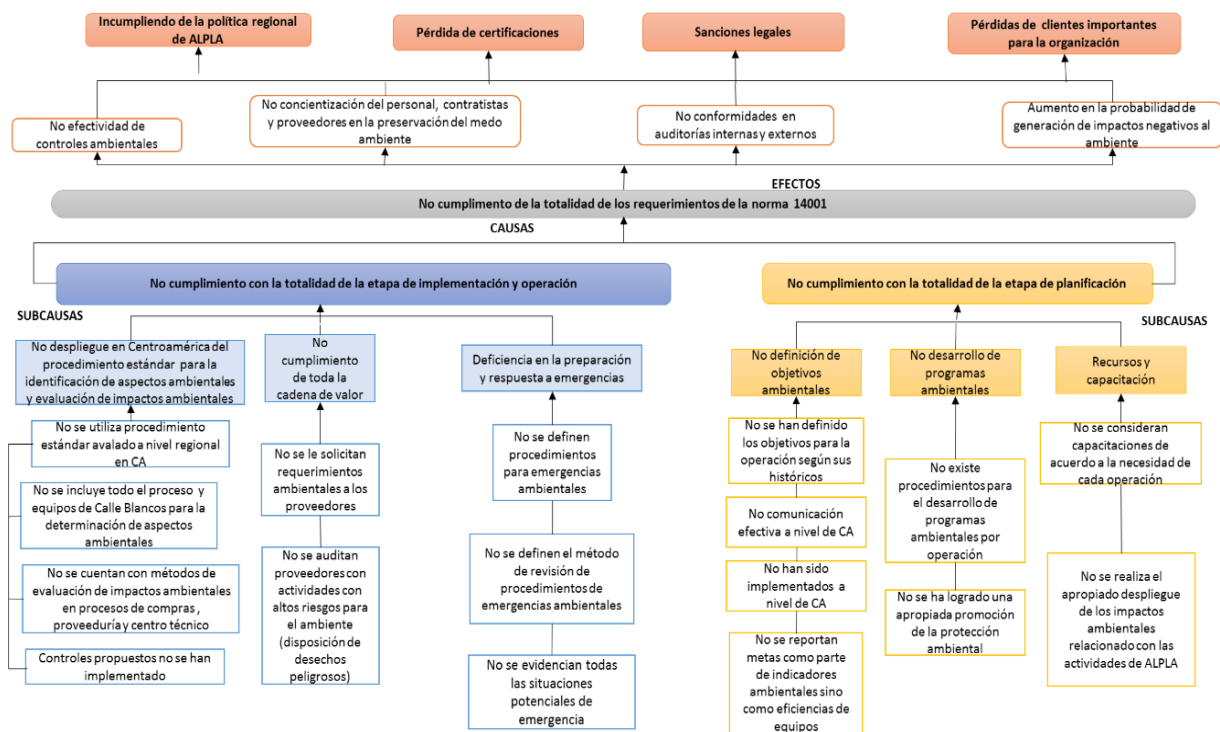 Incumpliendo de la política regional
de ALPLA
Pérdida de certificaciones
Sanciones legales
Pérdidas de clientes importantes
para la organización
No efectividad de
controles ambientales
No concientización del personal, contratistas
y proveedores en la preservación del medo
ambiente
No conformidades en
auditorías internas y externos
Aumento en la probabilidad de
generación de impactos negativos al
ambiente
EFECTOS
No cumplimento de la totalidad de los requerimientos de la norma 14001
CAUSAS
No cumplimiento con la totalidad de la etapa de implementación y operación
No cumplimiento con la totalidad de la etapa de planificación
SUBCAUSAS
SUBCAUSAS
No despliegue en Centroamérica del
procedimiento estándar para la
identificación de aspectos ambientales
y evaluación de impactos ambientales
No
cumplimiento
de toda la
cadena de valor
Deficiencia en la preparación
y respuesta a emergencias
No definición de
objetivos
ambientales
No desarrollo de
programas
ambientales
Recursos y
capacitación
No se utiliza procedimiento
estándar avalado a nivel regional
en CA
No se incluye todo el proceso y
equipos de Calle Blancos para la
determinación de aspectos
ambientales
No se cuentan con métodos de
evaluación de impactos ambientales
en procesos de compras ,
proveeduría y centro técnico
Controles propuestos no se han
implementado
No se le solicitan
requerimientos
ambientales a los
proveedores
No se auditan
proveedores con
actividades con
altos riesgos para
el ambiente
(disposición de
desechos
peligrosos)
No se definen
procedimientos
para emergencias
ambientales
No se definen el método
de revisión de
procedimientos de
emergencias ambientales
No se evidencian todas
las situaciones
potenciales de
emergencia
No se han definido
los objetivos para la
operación según sus
históricos
No comunicación
efectiva a nivel de CA
No han sido
implementados a
nivel de CA
No se reportan
metas como parte
de indicadores
ambientales sino
como eficiencias de
equipos
No existe
procedimientos para
el desarrollo de
programas
ambientales por
operación
No se ha logrado una
apropiada promoción
de la protección
ambiental
No se consideran
capacitaciones de
acuerdo a la necesidad
de cada operación
No se realiza el
apropiado despliegue
de los impactos
ambientales
relacionado con las
actividades de ALPLA